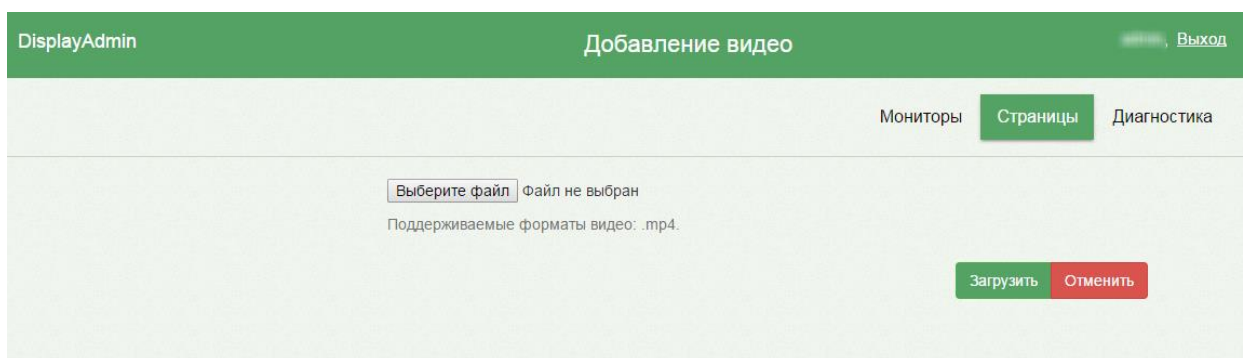 DisplayAdmin
Добавление видео
, Выход
Мониторы Страницы Диагностика
Выберите файл Файл не выбран
Поддерживаемые форматы видео: .mp4.
Загрузить Отменить